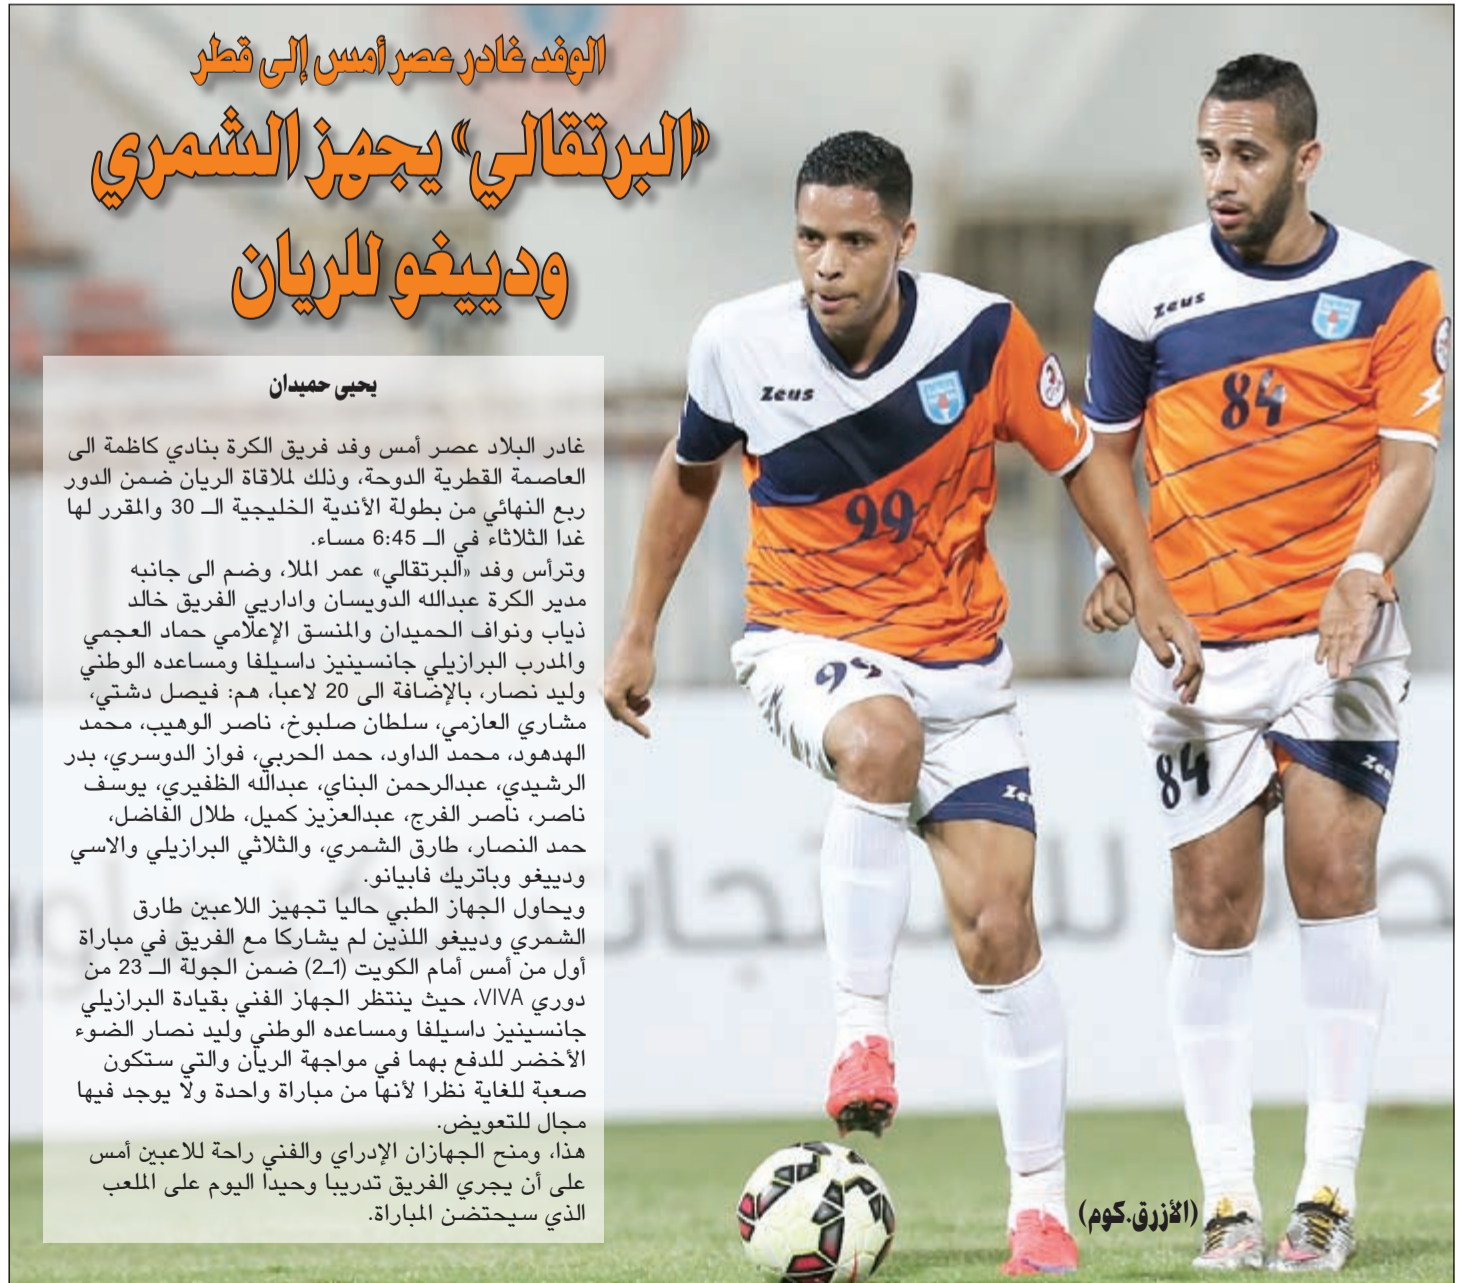 الوفد غادر عصر أمس إلى قطر
«البرتقالي» يجهز الشمري
ودييغو للريان
يحيى حميدان
غادر البلاد عصر أمس وفد فريق الكرة بنادي كاظمة الى
العاصمة القطرية الدوحة، وذلك لملاقاة الريان ضمن الدور
ربع النهائي من بطولة الأندية الخليجية الـ 30 والمقرر لها
غدا الثلاثاء في الـ 6:45 مساء.
وترأس وفد «البرتقالي» عمر الملا، وضم الى جانبه
مدير الكرة عبدالله الدويسان واداريي الفريق خالد
ذياب ونواف الحميدان والمنسق الإعلامي حماد العجمي
والمدرب البرازيلي جانسينيز داسيلفا ومساعده الوطني
وليد نصار، بالإضافة الى 20 لاعبا، هم: فيصل دشتي،
مشاري العازمي، سلطان صلبوخ، ناصر الوهيب، محمد
الهدهود، محمد الداود، حمد الحربي، فواز الدوسري، بدر
الرشيدي، عبدالرحمن البناي، عبدالله الظفيري، يوسف
ناصر، ناصر الفرج، عبدالعزيز كميل، طلال الفاضل،
حمد النصار، طارق الشمري، والثلاثي البرازيلي والاسي
ودييغو وباتريك فابيانو.
ويحاول الجهاز الطبي حاليا تجهيز اللاعبين طارق
الشمري ودييغو اللذين لم يشاركا مع الفريق في مباراة
أول من أمس أمام الكويت (1ـ2) ضمن الجولة الـ 23 من
دوري VIVA، حيث ينتظر الجهاز الفني بقيادة البرازيلي
جانسينيز داسيلفا ومساعده الوطني وليد نصار الضوء
الأخضر للدفع بهما في مواجهة الريان والتي ستكون
صعبة للغاية نظرا لأنها من مباراة واحدة ولا يوجد فيها
مجال للتعويض.
هذا، ومنح الجهازان الإدراي والفني راحة للاعبين أمس
على أن يجري الفريق تدريبا وحيدا اليوم على الملعب
الذي سيحتضن المباراة.
Zeus
99
99
Zeus
84
84
Zeus
(الأزرق.كوم)